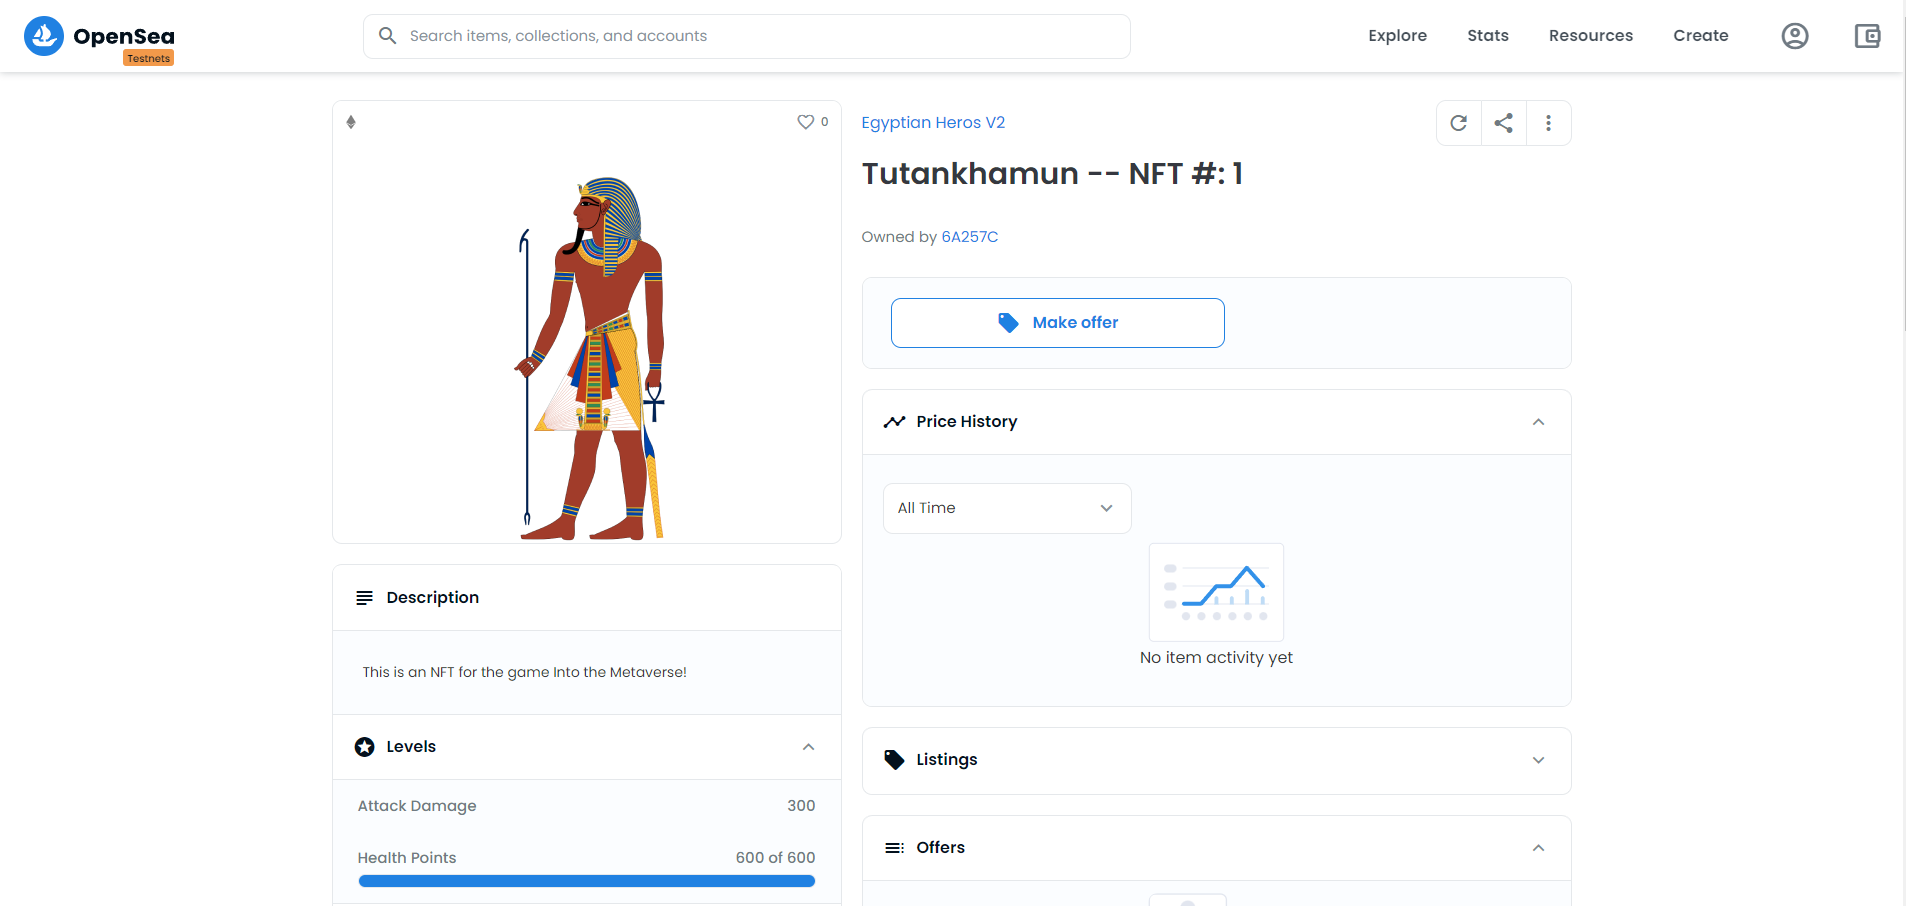 OpenSea
Testnets
Search items, collections, and accounts
Explore
Stats
Resources
Create
0
Egyptian Heros V2
Tutankhamun -- NFT #: 1
Owned by 6A257C
Make offer
Price History
All Time
No item activity yet
Listings
Offers
Description
This is an NFT for the game Into the Metaverse!
Levels
Attack Damage 300
Health Points 600 of 600